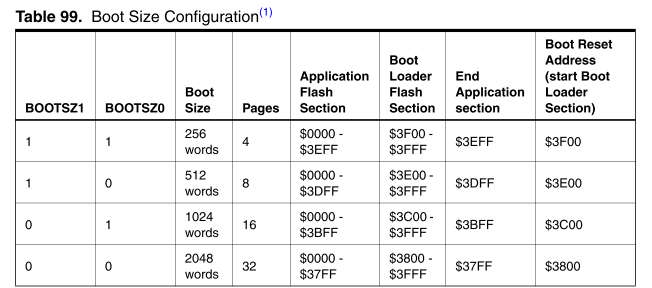 Table 99. Boot Size Configuration(1)
BOOTSZ1 BOOTSZ0 Boot Size Pages Application Flash Section Boot Loader Flash Section End Application section Boot Reset Address (start Boot Loader Section)
1 1 256 words 4 $0000 - $3EFF $3F00 - $3FFF $3EFF $3F00
1 0 512 words 8 $0000 - $3DFF $3E00 - $3FFF $3DFF $3E00
0 1 1024 words 16 $0000 - $3BFF $3C00 - $3FFF $3BFF $3C00
0 0 2048 words 32 $0000 - $37FF $3800 - $3FFF $37FF $3800